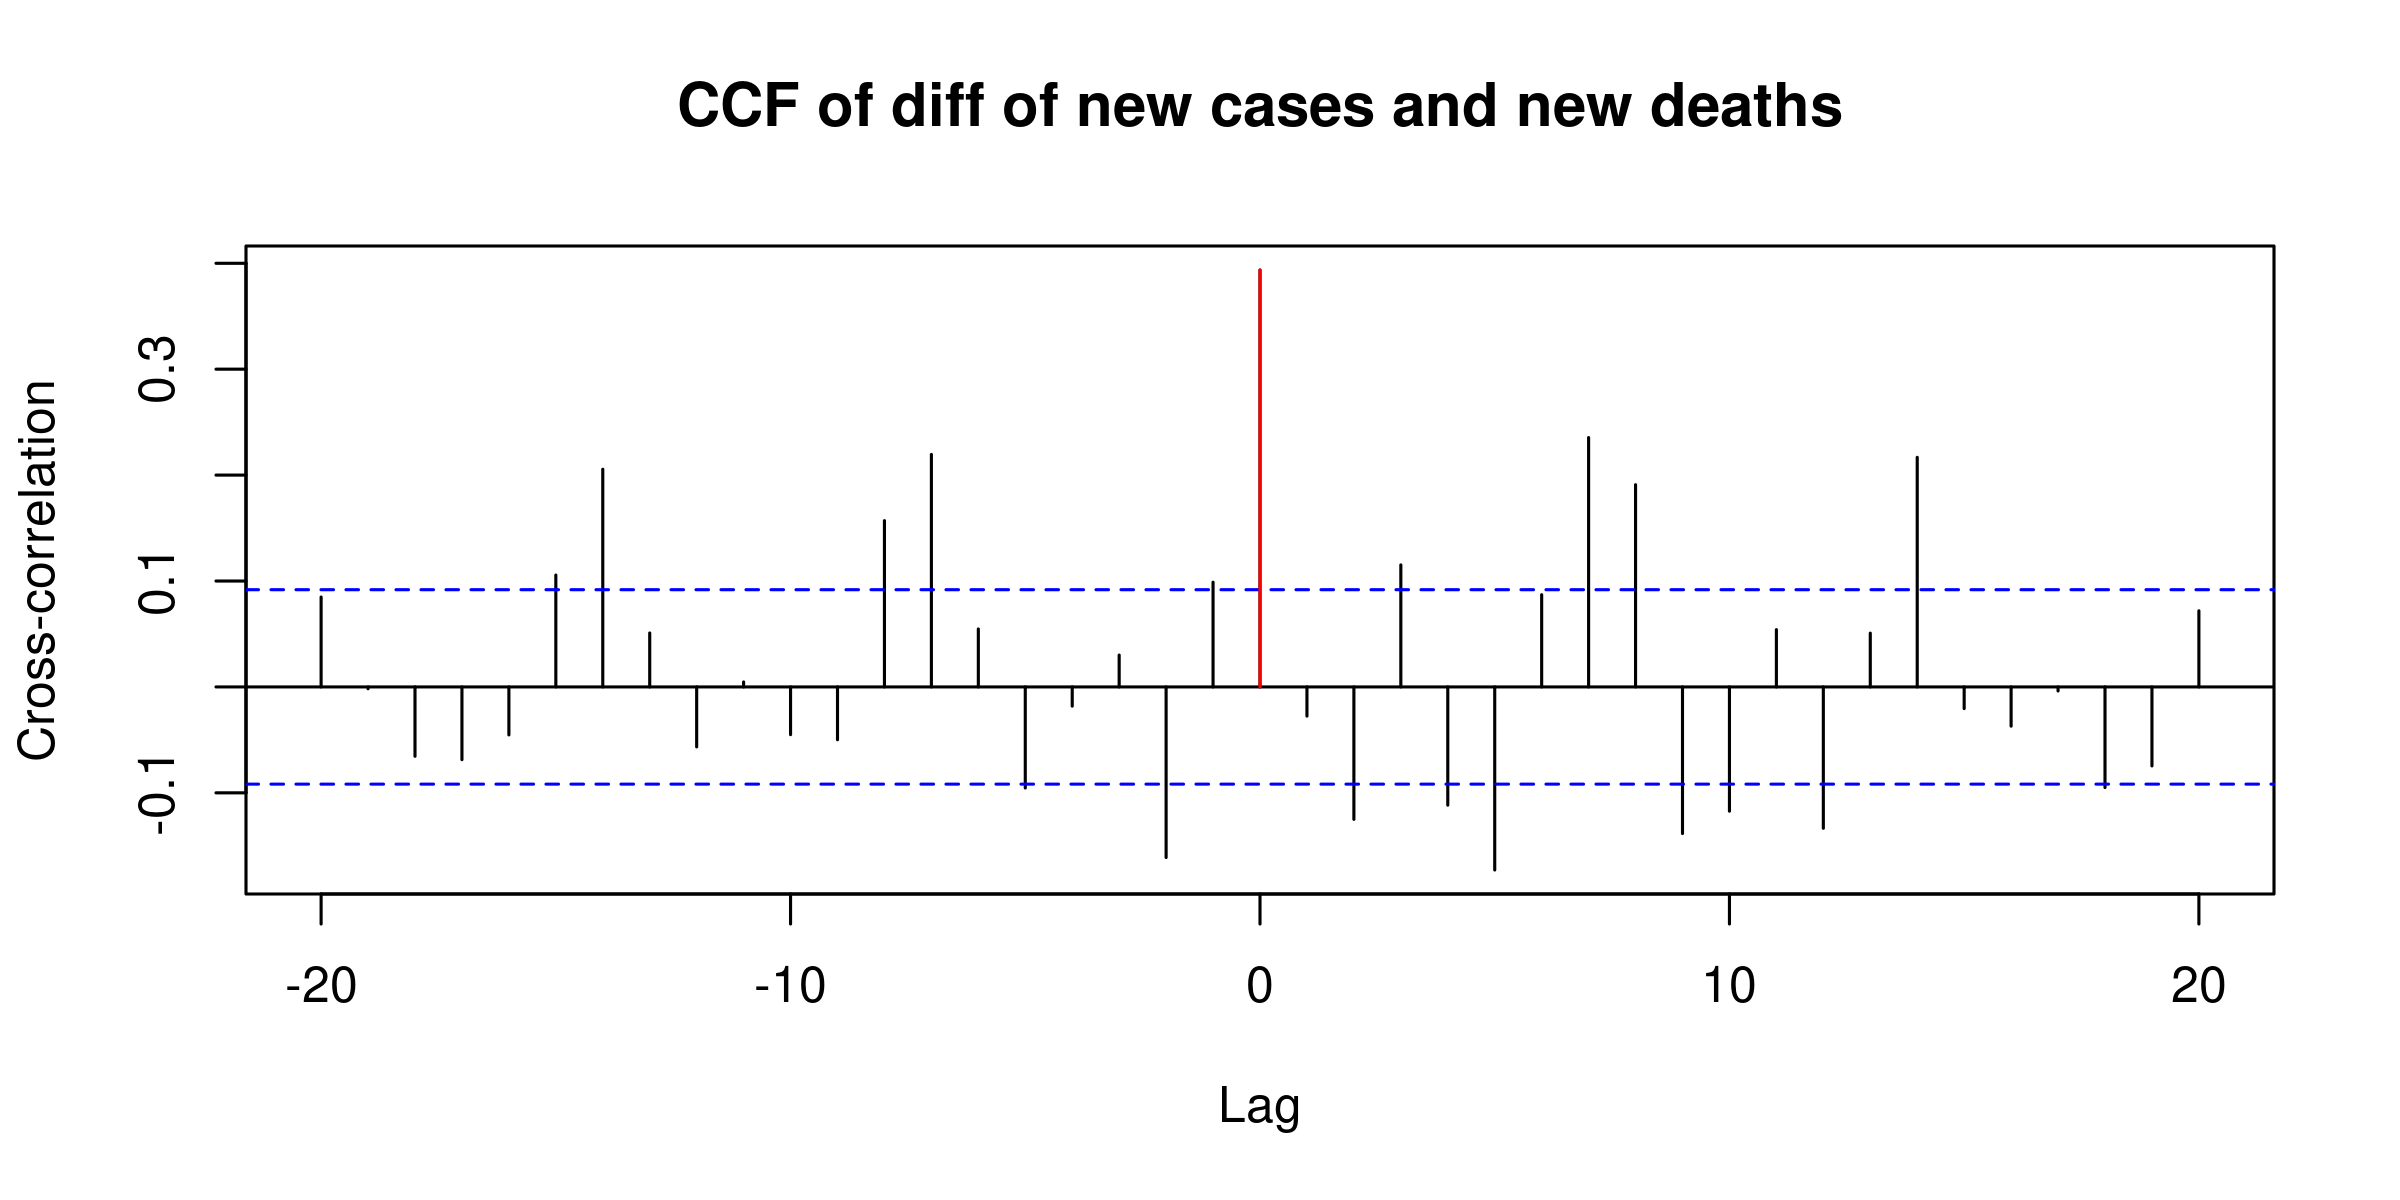 CCF of diff of new cases and new deaths
Cross-correlation
0.3
0.1
-0.1
-20 -10 0 10 20
Lag